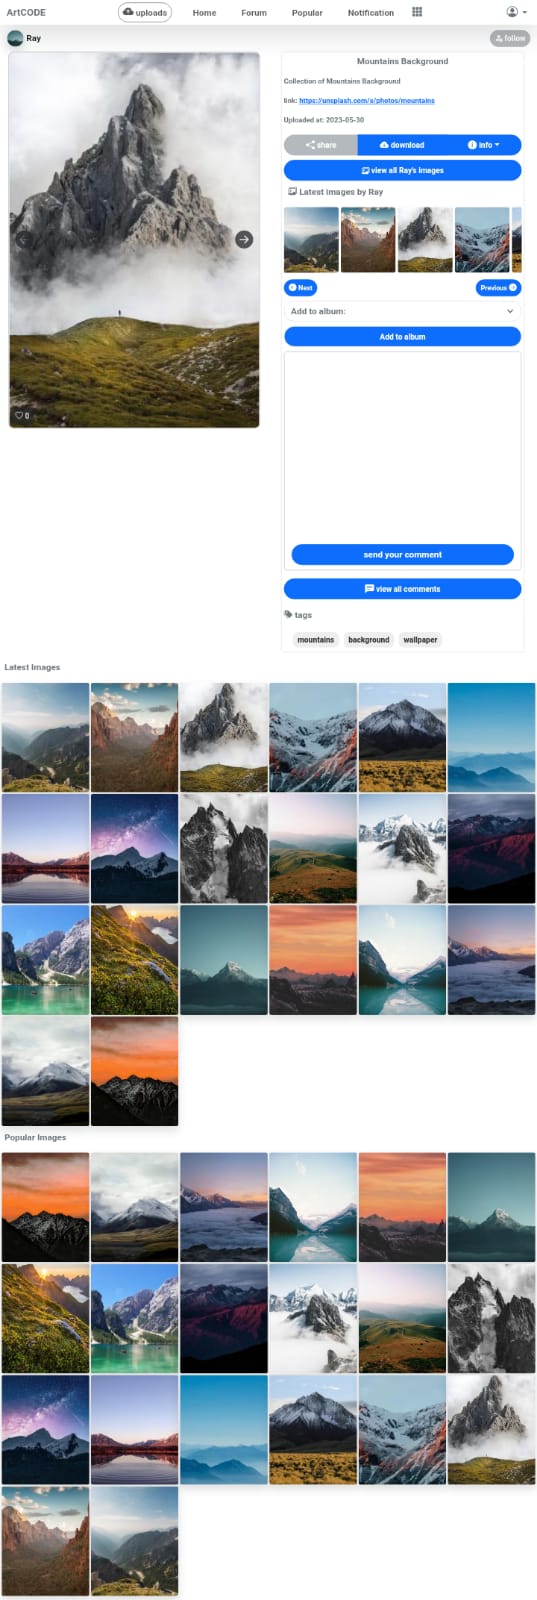 ArtCODE
uploads
Home
Forum
Popular
Notification
Ray
follow
Mountains Background
Collection of Mountains Background
link: https://unsplash.com/s/photos/mountains
Uploaded at: 2023-05-30
share
download
info
view all Ray's images
Latest Images by Ray
Next
Previous
Add to album:
Add to album
0
send your comment
view all comments
tags
mountains
background
wallpaper
Latest Images
Popular Images